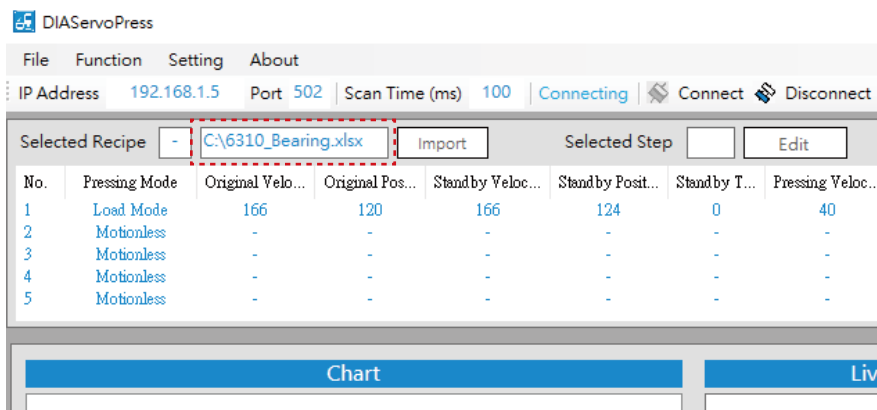 DIAServoPress
File Function Setting About
IP Address 192.168.1.5 Port 502 Scan Time (ms) 100 Connecting Connect Disconnect
Selected Recipe - C:\6310_Bearing.xlsx Import Selected Step Edit
No. Pressing Mode Original Velo... Original Pos... Standby Veloc... Standby Posit... Standby T... Pressing Veloc...
1 Load Mode 166 120 166 124 0 40
2 Motionless - - - - - -
3 Motionless - - - - - -
4 Motionless - - - - - -
5 Motionless - - - - - -
Chart Liv